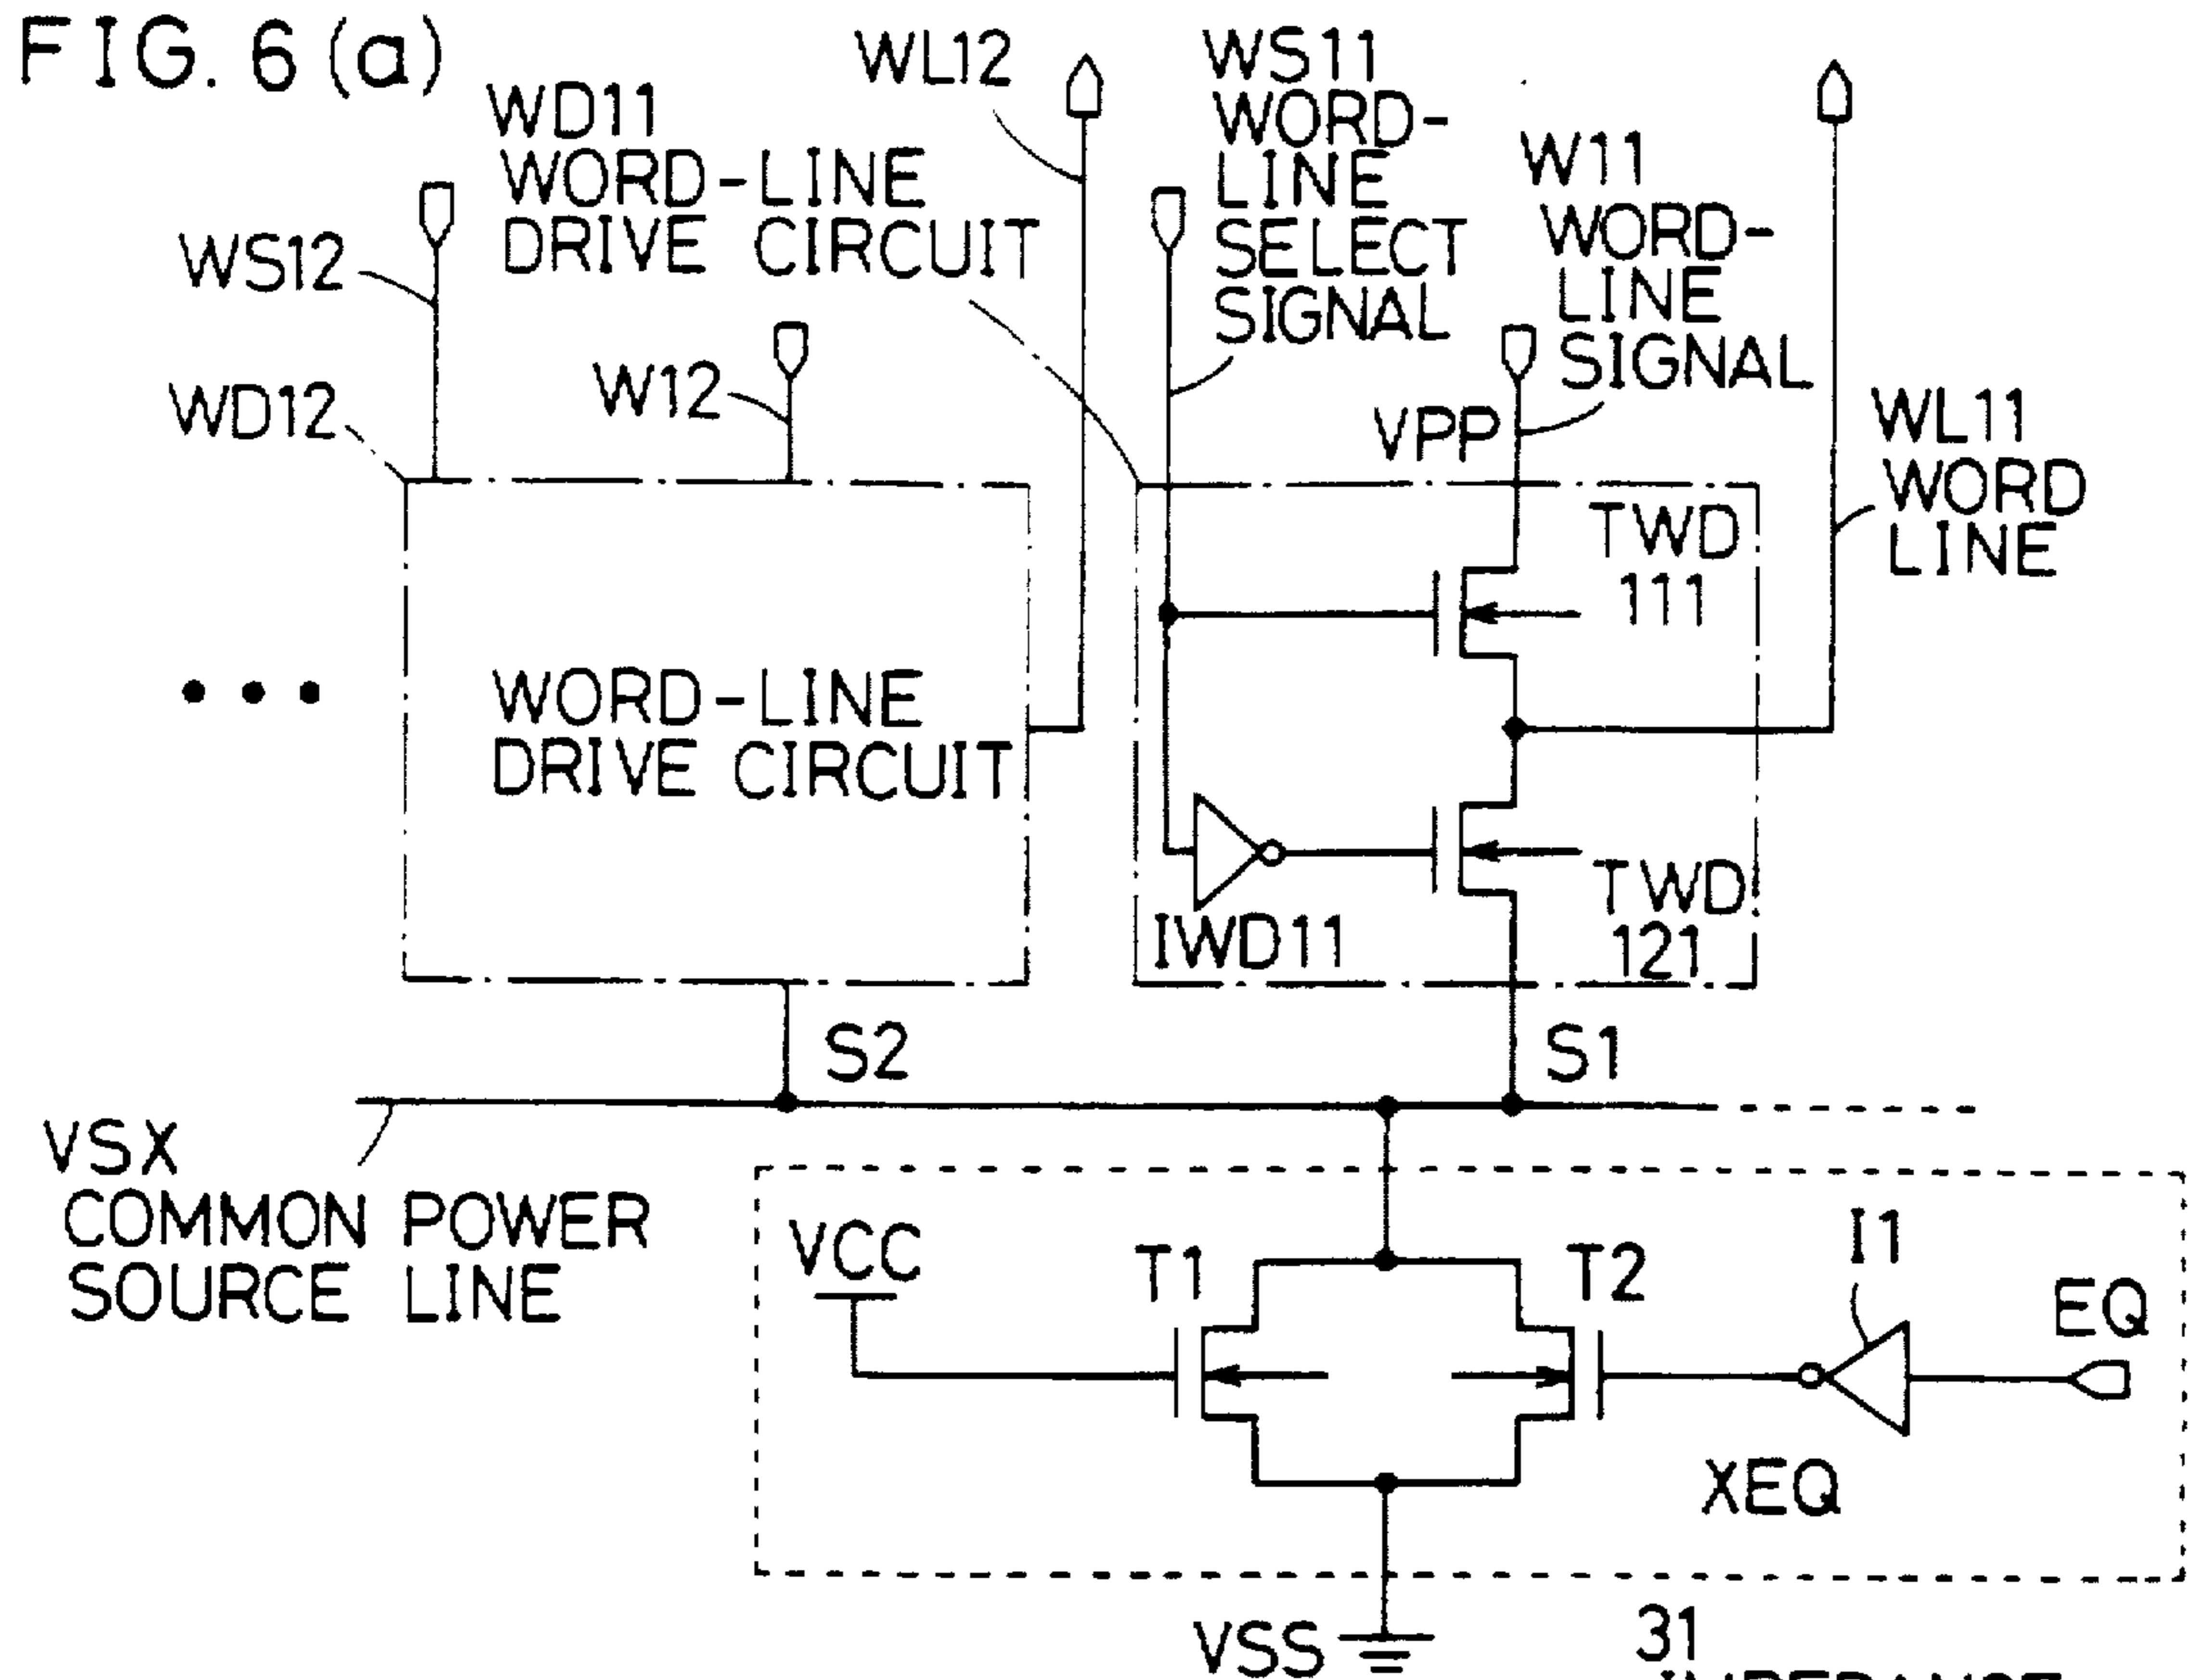 FIG. 6 (a)
WL12
WS11
WORD-
LINE
SELECT
SIGNAL
WD11
WORD-LINE
DRIVE CIRCUIT
W11
WORD-
LINE
SIGNAL
WS12
W12
WD12
VPP
WL11
WORD
LINE
TWD
111
WORD-LINE
DRIVE CIRCUIT
TWD
121
IWD11
S2
S1
VSX
COMMON POWER
SOURCE LINE
VCC
T1
T2
I1
EQ
XEQ
VSS
31